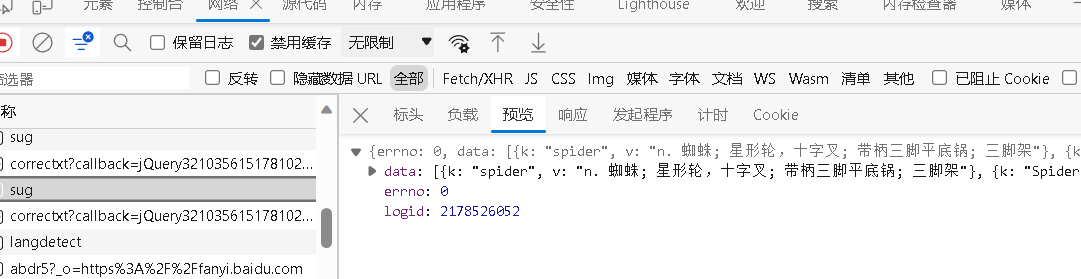 元素 控制台 网络 源代码 内存 应用程序 安全性 Lighthouse 欢迎 搜索 内存检查器 媒体
保留日志 禁用缓存 无限制
筛选器 反转 隐藏数据 URL 全部 Fetch/XHR JS CSS Img 媒体 字体 文档 WS Wasm 清单 其他 已阻止 Cookie
称 标头 负载 预览 响应 发起程序 计时 Cookie
sug
correctxt?callback=jQuery321035615178102...
sug
correctxt?callback=jQuery321035615178102...
langdetect
abdr5?_o=https%3A%2F%2Ffanyi.baidu.com
{errno: 0, data: [{k: "spider", v: "n. 蜘蛛; 星形轮，十字叉; 带柄三脚平底锅; 三脚架"}, {k
data: [{k: "spider", v: "n. 蜘蛛; 星形轮，十字叉; 带柄三脚平底锅; 三脚架"}, {k: "Spider
errno: 0
logid: 2178526052